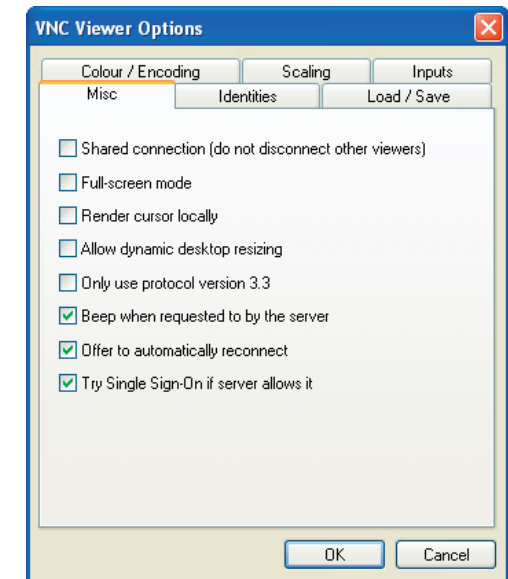 VNC Viewer Options
Colour / Encoding Scaling Inputs
Misc Identities Load / Save
Shared connection (do not disconnect other viewers)
Full-screen mode
Render cursor locally
Allow dynamic desktop resizing
Only use protocol version 3.3
Beep when requested to by the server
Offer to automatically reconnect
Try Single Sign-On if server allows it
OK Cancel